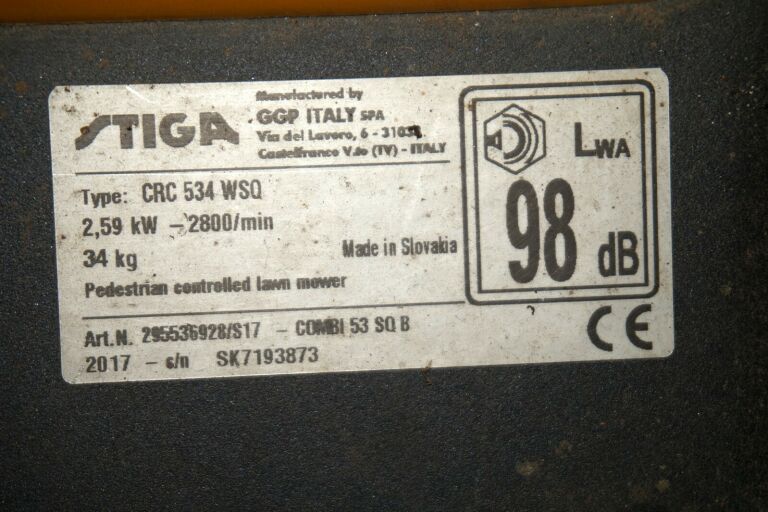 STIGA
Manufactured by
GGP ITALY SPA
Via del Lavoro, 6 - 31033
Castelfranco V.to (TV) - ITALY
Type: CRC 534 WSQ
2,59 kW - 2800/min
34 kg
Made in Slovakia
Pedestrian controlled lawn mower
Art.N. 295536928/S17 - COMBI 53 SQ B
2017 - s/n SK7193873
LWA
98 dB
CE